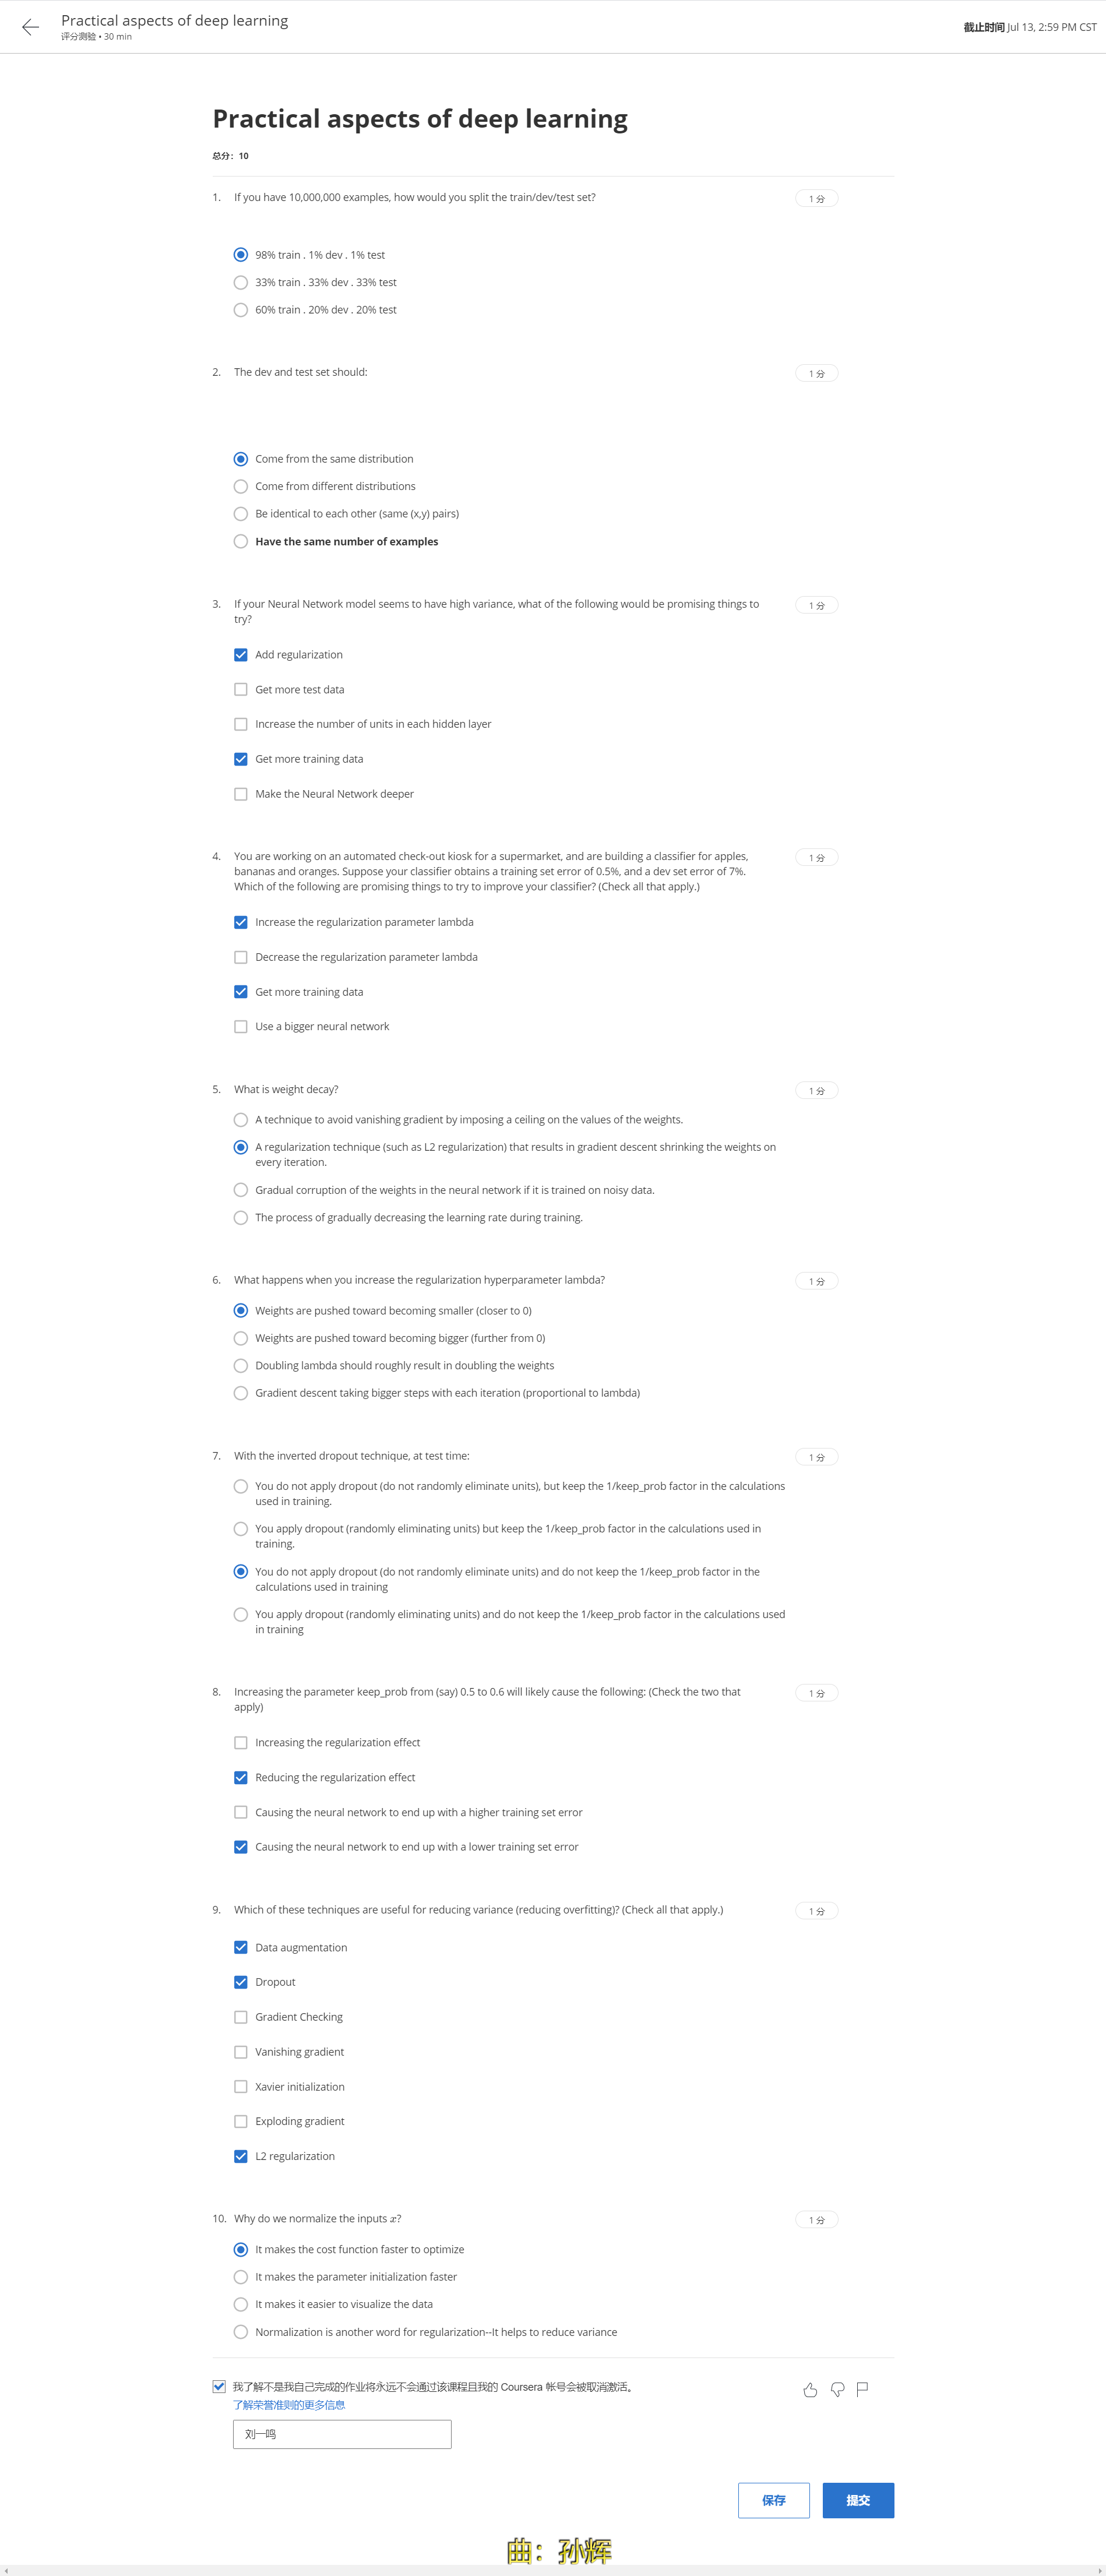 Practical aspects of deep learning
评分测验 • 30 min
截止时间 Jul 13, 2:59 PM CST
Practical aspects of deep learning
总分：10
1. If you have 10,000,000 examples, how would you split the train/dev/test set?
1 分
98% train . 1% dev . 1% test
33% train . 33% dev . 33% test
60% train . 20% dev . 20% test
2. The dev and test set should:
1 分
Come from the same distribution
Come from different distributions
Be identical to each other (same (x,y) pairs)
Have the same number of examples
3. If your Neural Network model seems to have high variance, what of the following would be promising things to
try?
1 分
Add regularization
Get more test data
Increase the number of units in each hidden layer
Get more training data
Make the Neural Network deeper
4. You are working on an automated check-out kiosk for a supermarket, and are building a classifier for apples,
bananas and oranges. Suppose your classifier obtains a training set error of 0.5%, and a dev set error of 7%.
Which of the following are promising things to try to improve your classifier? (Check all that apply.)
1 分
Increase the regularization parameter lambda
Decrease the regularization parameter lambda
Get more training data
Use a bigger neural network
5. What is weight decay?
1 分
A technique to avoid vanishing gradient by imposing a ceiling on the values of the weights.
A regularization technique (such as L2 regularization) that results in gradient descent shrinking the weights on
every iteration.
Gradual corruption of the weights in the neural network if it is trained on noisy data.
The process of gradually decreasing the learning rate during training.
6. What happens when you increase the regularization hyperparameter lambda?
1 分
Weights are pushed toward becoming smaller (closer to 0)
Weights are pushed toward becoming bigger (further from 0)
Doubling lambda should roughly result in doubling the weights
Gradient descent taking bigger steps with each iteration (proportional to lambda)
7. With the inverted dropout technique, at test time:
1 分
You do not apply dropout (do not randomly eliminate units), but keep the 1/keep_prob factor in the calculations
used in training.
You apply dropout (randomly eliminating units) but keep the 1/keep_prob factor in the calculations used in
training.
You do not apply dropout (do not randomly eliminate units) and do not keep the 1/keep_prob factor in the
calculations used in training
You apply dropout (randomly eliminating units) and do not keep the 1/keep_prob factor in the calculations used
in training
8. Increasing the parameter keep_prob from (say) 0.5 to 0.6 will likely cause the following: (Check the two that
apply)
1 分
Increasing the regularization effect
Reducing the regularization effect
Causing the neural network to end up with a higher training set error
Causing the neural network to end up with a lower training set error
9. Which of these techniques are useful for reducing variance (reducing overfitting)? (Check all that apply.)
1 分
Data augmentation
Dropout
Gradient Checking
Vanishing gradient
Xavier initialization
Exploding gradient
L2 regularization
10. Why do we normalize the inputs x?
1 分
It makes the cost function faster to optimize
It makes the parameter initialization faster
It makes it easier to visualize the data
Normalization is another word for regularization--It helps to reduce variance
我了解不是我自己完成的作业将永远不会通过该课程且我的 Coursera 帐号会被取消激活。
了解荣誉准则的更多信息
刘一鸣
保存
提交
曲：孙辉